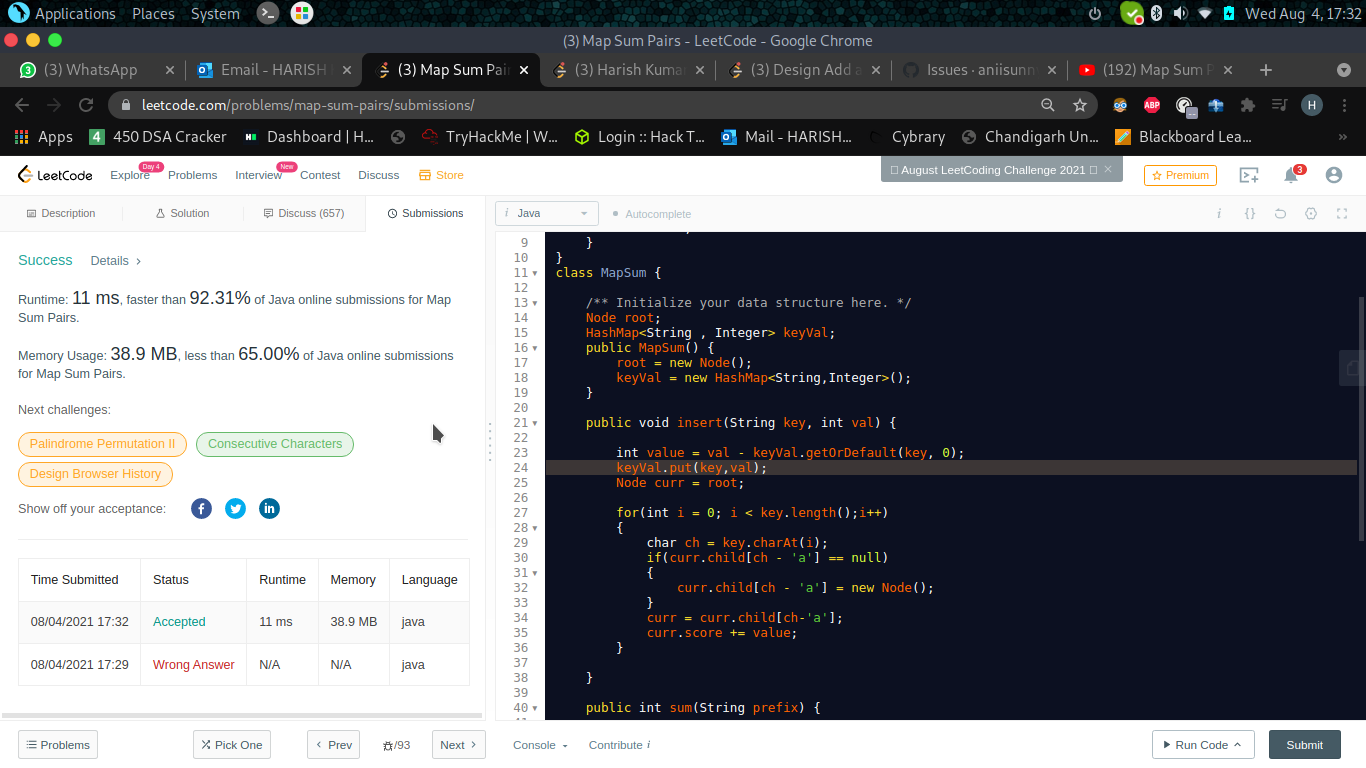 Applications Places System Wed Aug 4, 17:32
(3) Map Sum Pairs - LeetCode - Google Chrome
3 (3) WhatsApp Email - HARISH (3) Map Sum Pai (3) Harish Kuma (3) Design Add a Issues · aniisunn (192) Map Sum P
leetcode.com/problems/map-sum-pairs/submissions/ ABP H
Apps 4 450 DSA Cracker Dashboard | H... TryHackMe | W... Login :: Hack T... Mail - HARISH... Cybrary Chandigarh Un... Blackboard Lea... »
LeetCode Explore Day 4 Problems Interview New Contest Discuss Store August LeetCoding Challenge 2021 Premium 3
Description Solution Discuss (657) Submissions
i Java Autocomplete i {}
Success Details
Runtime: 11 ms, faster than 92.31% of Java online submissions for Map
Sum Pairs.
Memory Usage: 38.9 MB, less than 65.00% of Java online submissions
for Map Sum Pairs.
Next challenges:
Palindrome Permutation II Consecutive Characters
Design Browser History
Show off your acceptance:
Time Submitted Status Runtime Memory Language
08/04/2021 17:32 Accepted 11 ms 38.9 MB java
08/04/2021 17:29 Wrong Answer N/A N/A java
9 }
10 }
11 class MapSum {
12
13 /** Initialize your data structure here. */
14 Node root;
15 HashMap<String , Integer> keyVal;
16 public MapSum() {
17 root = new Node();
18 keyVal = new HashMap<String,Integer>();
19 }
20
21 public void insert(String key, int val) {
22
23 int value = val - keyVal.getOrDefault(key, 0);
24 keyVal.put(key,val);
25 Node curr = root;
26
27 for(int i = 0; i < key.length();i++)
28 {
29 char ch = key.charAt(i);
30 if(curr.child[ch - 'a'] == null)
31 {
32 curr.child[ch - 'a'] = new Node();
33 }
34 curr = curr.child[ch-'a'];
35 curr.score += value;
36 }
37
38 }
39
40 public int sum(String prefix) {
Problems Pick One Prev /93 Next Console Contribute i Run Code Submit